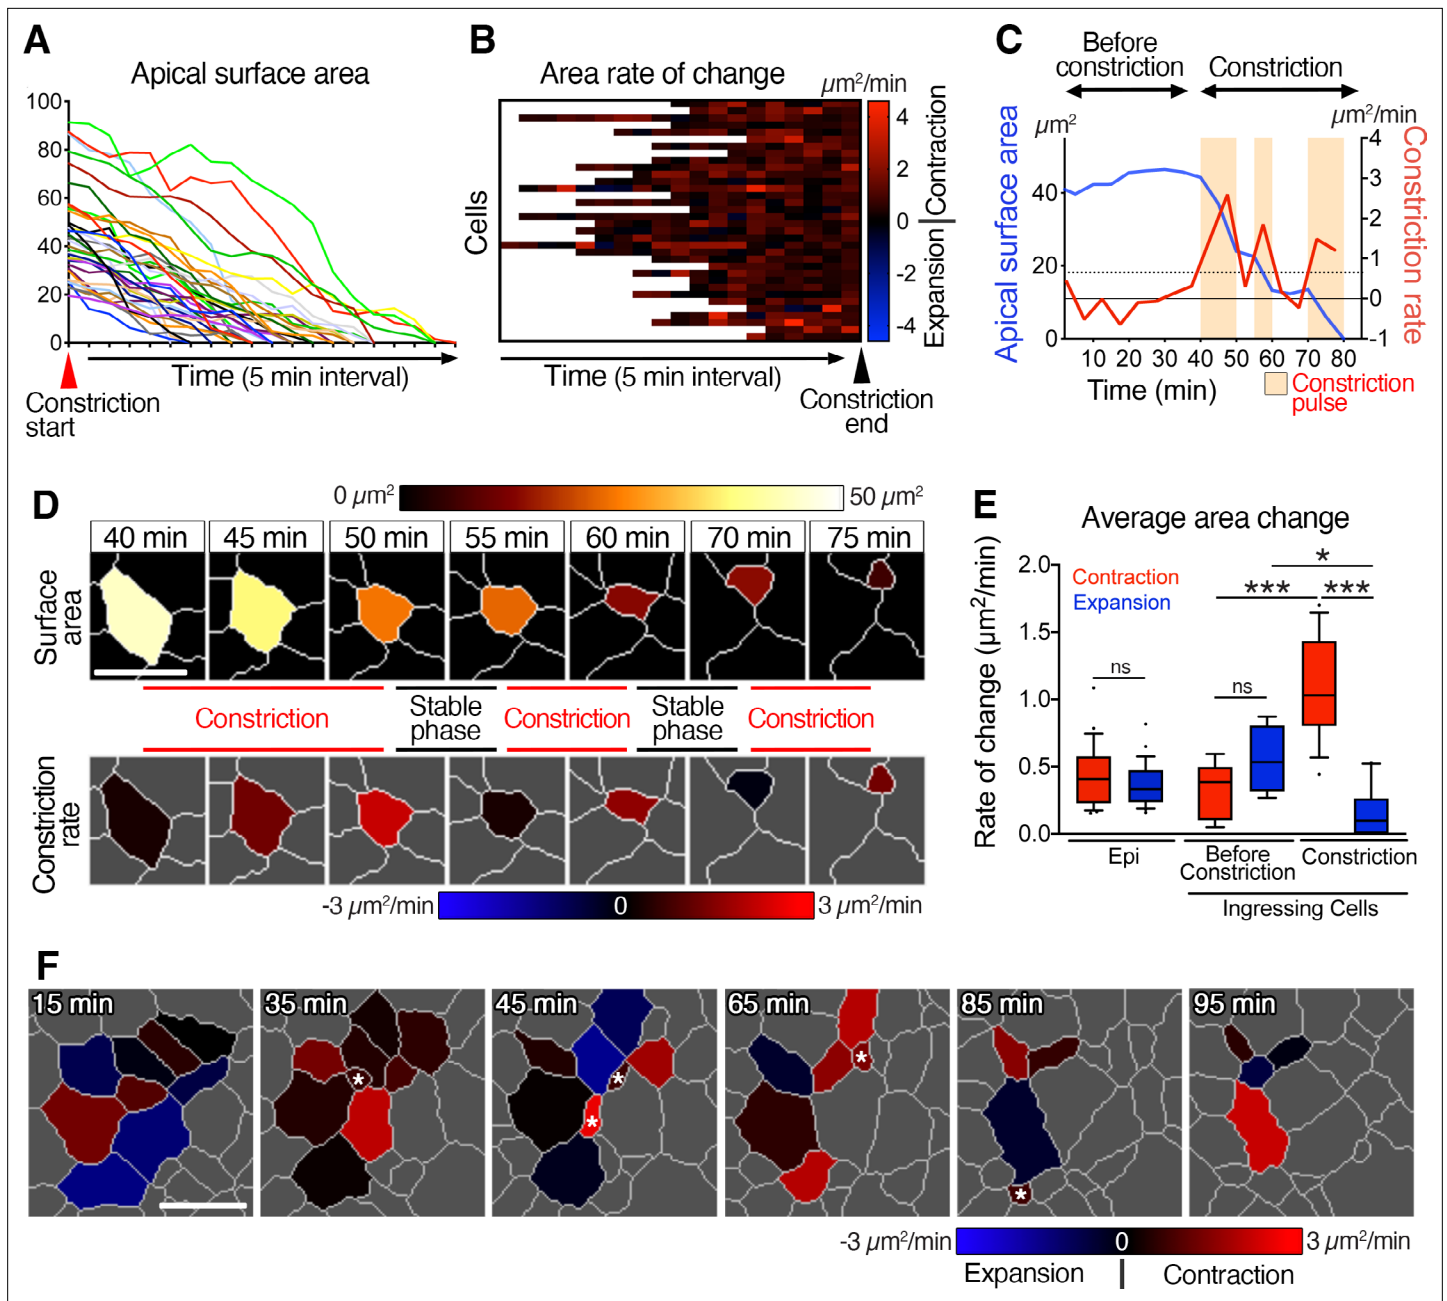 A
Apical surface area
100
80
60
40
20
0
Time (5 min interval)
Constriction
start
B
Area rate of change
µm²/min
Cells
4
2
0
-2
-4
Expansion | Contraction
Time (5 min interval)
Constriction
end
C
Before
constriction
Constriction
µm²
µm²/min
Apical surface area
40
20
0
4
3
2
1
0
-1
Constriction rate
10 20 30 40 50 60 70 80
Time (min)
Constriction
pulse
D
0 µm²
50 µm²
40 min
45 min
50 min
55 min
60 min
70 min
75 min
Surface
area
Constriction
Stable
phase
Constriction
Stable
phase
Constriction
Constriction
rate
-3 µm²/min
0
3 µm²/min
E
Average area change
Rate of change (µm²/min)
2.0
1.5
1.0
0.5
0.0
Contraction
Expansion
*
***
***
ns
ns
Epi
Before
Constriction
Constriction
Ingressing Cells
F
15 min
35 min
*
45 min
*
*
65 min
*
85 min
*
95 min
-3 µm²/min
0
3 µm²/min
Expansion | Contraction